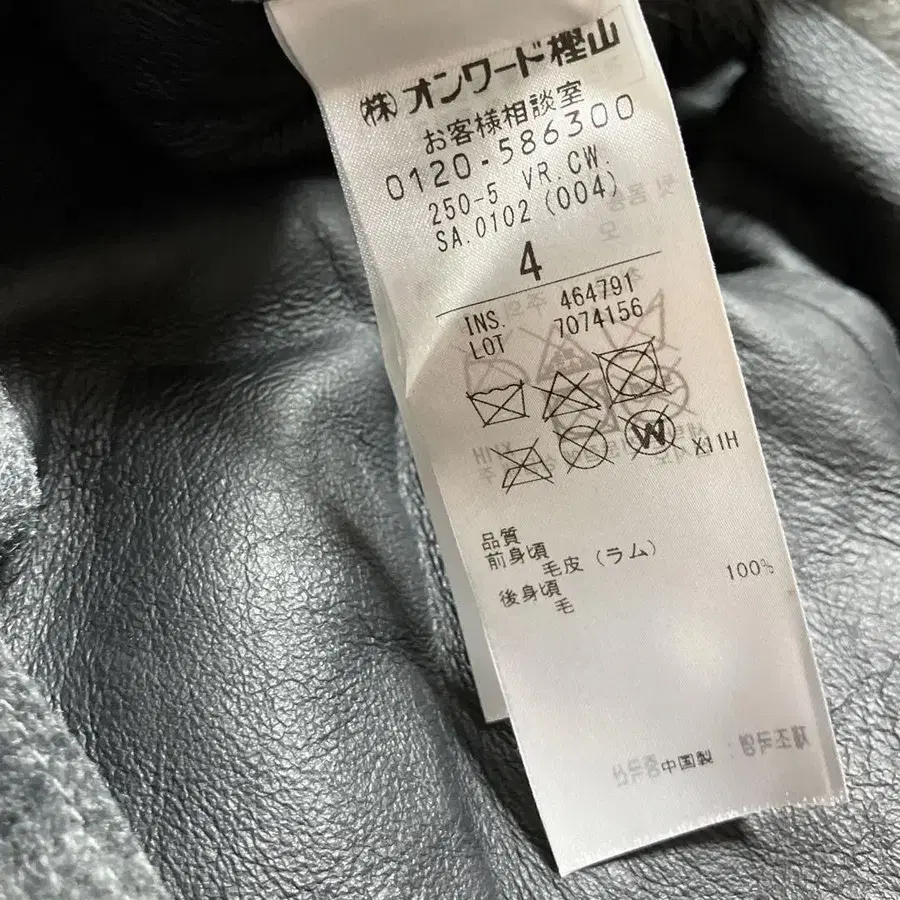 (株)オンワード樫山
お客様相談室
0120-586300
250-5 VR.CW.
SA.0102 (004)
4
INS. 464791
LOT 7074156
W
X11H
品質
前身頃
毛皮(ラム)
後身頃
毛 100%
中国製